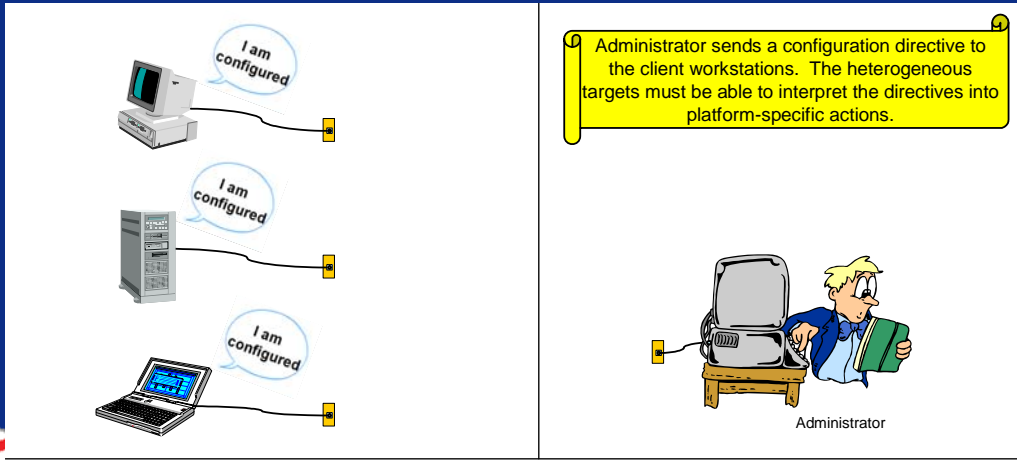 I am
configured
I am
configured
I am
configured
Administrator sends a configuration directive to
the client workstations. The heterogeneous
targets must be able to interpret the directives into
platform-specific actions.
Administrator